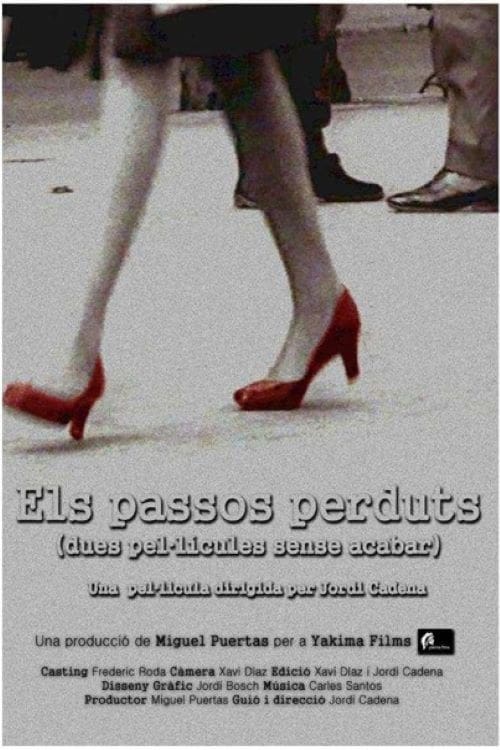 Els passos perduts
(dues pel·lícules sense acabar)
Una pel·lícula dirigida per Jordi Cadena
Una producció de Miguel Puertas per a Yakima Films
Casting Frederic Roda Càmera Xavi Díaz Edició Xavi Díaz i Jordi Cadena
Disseny Gràfic Jordi Bosch Música Carles Santos
Productor Miguel Puertas Guió i direcció Jordi Cadena